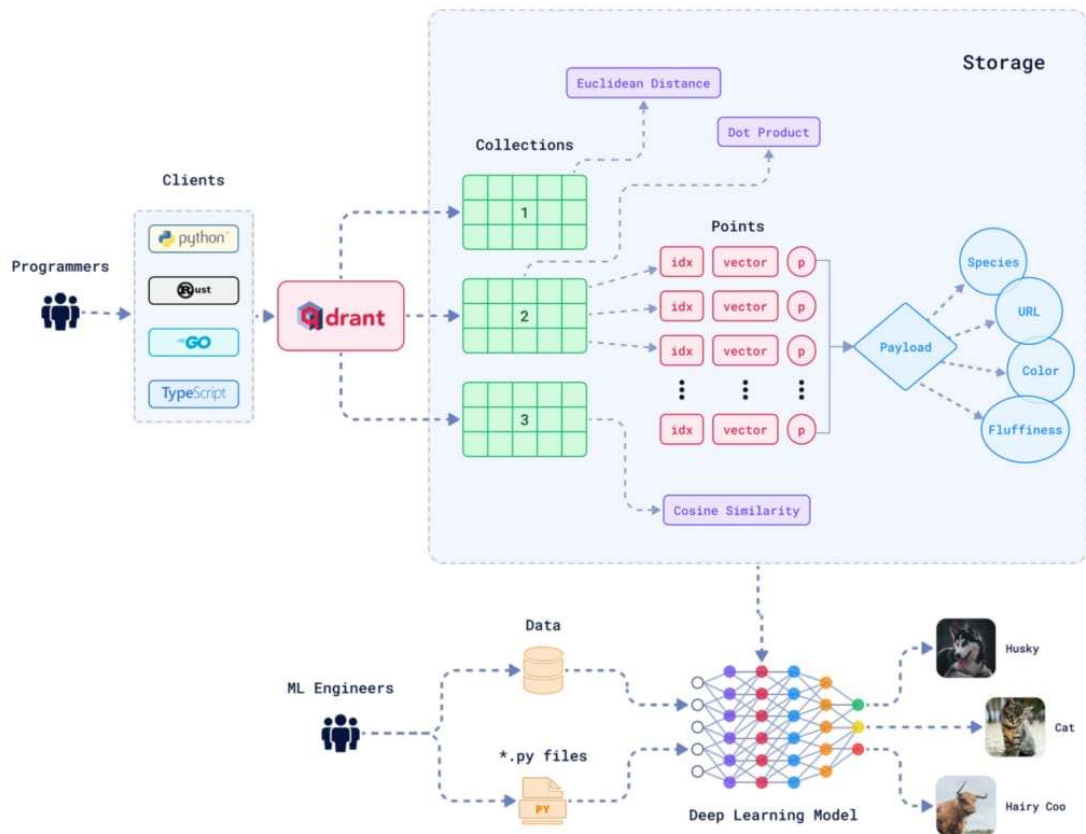 Storage
Euclidean Distance
Dot Product
Collections
Clients
Programmers
python
Rust
GO
TypeScript
qdrant
1
2
3
Points
idx vector p
idx vector p
idx vector p
idx vector p
Payload
Species
URL
Color
Fluffiness
Cosine Similarity
Data
ML Engineers
*.py files
PY
Deep Learning Model
Husky
Cat
Hairy Coo